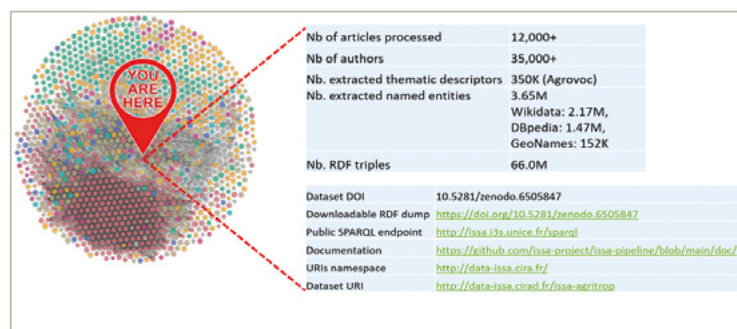 YOU
ARE
HERE
Nb of articles processed 12,000+
Nb of authors 35,000+
Nb. extracted thematic descriptors 350K (Agrovoc)
Nb. extracted named entities 3.65M
Wikidata: 2.17M,
DBpedia: 1.47M,
GeoNames: 152K
Nb. RDF triples 66.0M
Dataset DOI 10.5281/zenodo.6505847
Downloadable RDF dump https://doi.org/10.5281/zenodo.6505847
Public SPARQL endpoint http://issa.i3s.unice.fr/sparql
Documentation https://github.com/issa-project/issa-pipeline/blob/main/doc/
URIs namespace http://data-issa.cira.fr/
Dataset URI http://data-issa.cirad.fr/issa-agritrop